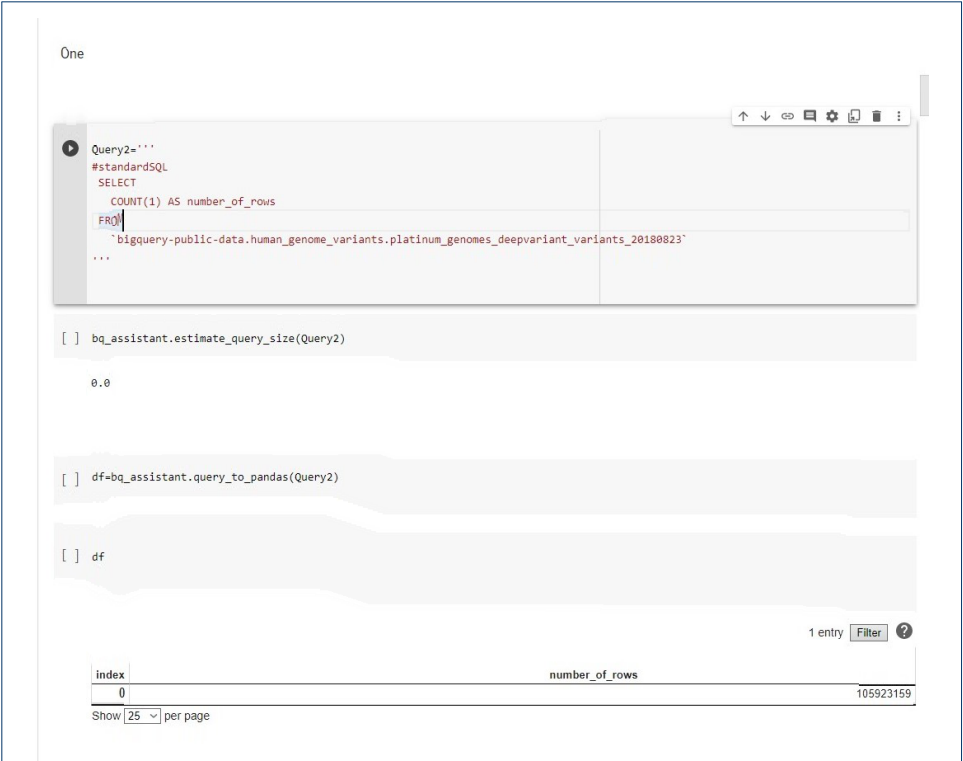 One
Query2='''
#standardSQL
SELECT
COUNT(1) AS number_of_rows
FROM
`bigquery-public-data.human_genome_variants.platinum_genomes_deepvariant_variants_20180823`
'''
[ ] bq_assistant.estimate_query_size(Query2)
0.0
[ ] df=bq_assistant.query_to_pandas(Query2)
[ ] df
1 entry Filter ?
index number_of_rows
0 105923159
Show 25 per page